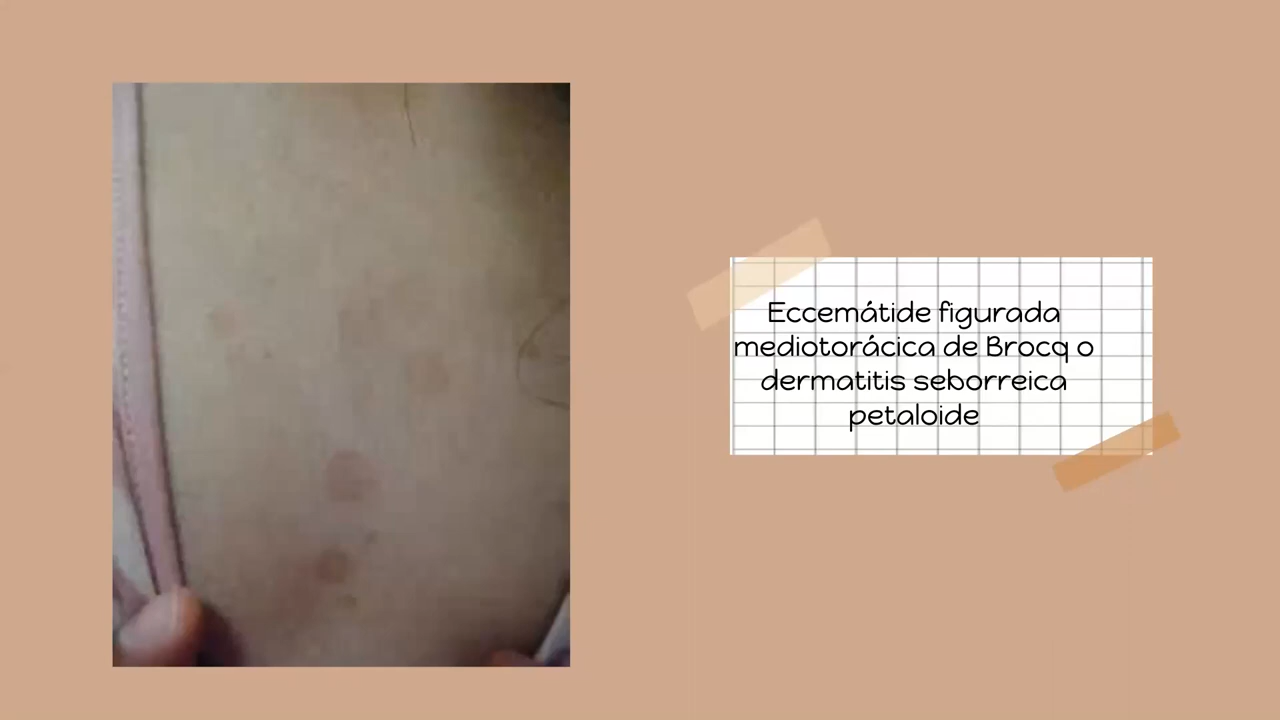 Eccemátide figurada
mediotorácica de Brocq o
dermatitis seborreica
petaloide